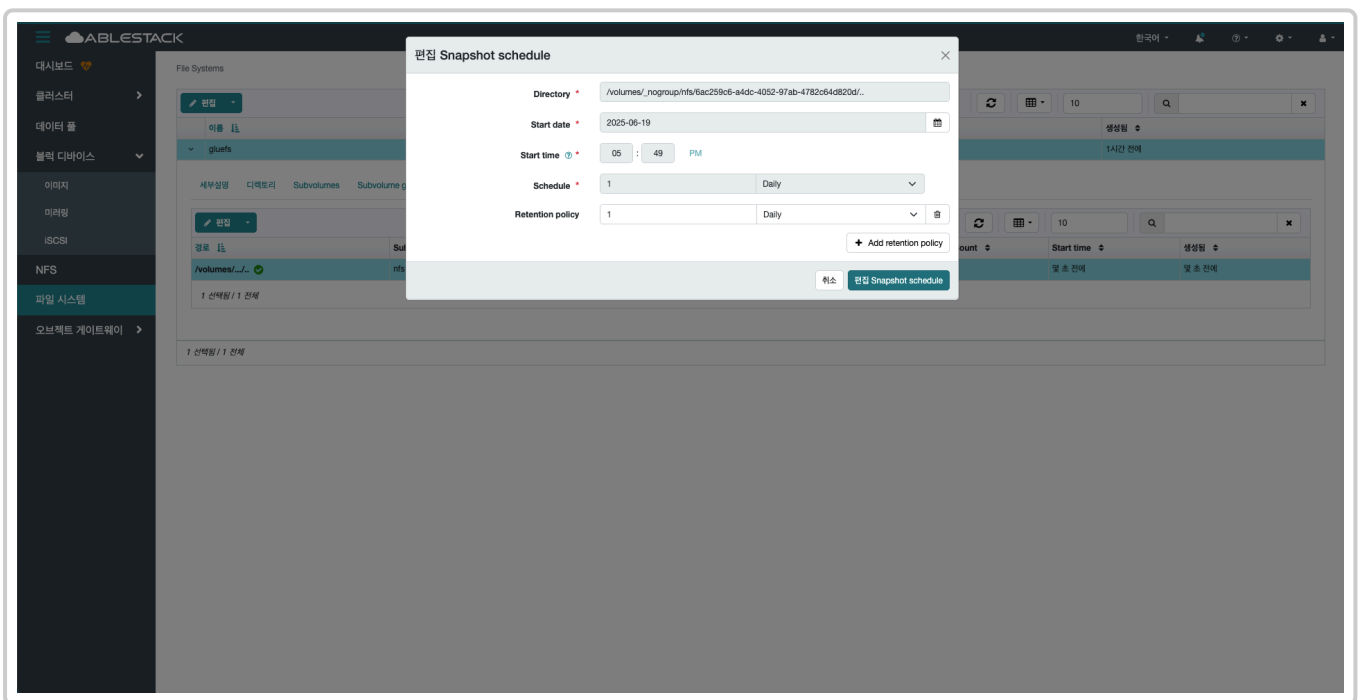 ABLESTACK
한국어
대시보드
클러스터
데이터 풀
블럭 디바이스
이미지
미러링
iSCSI
NFS
파일 시스템
오브젝트 게이트웨이
File Systems
편집
10
이름
생성됨
gluefs
1시간 전에
세부설명 디렉토리 Subvolumes Subvolume g
편집
10
경로 Sul ount Start time 생성됨
/volumes/.../.. nfs 몇 초 전에 몇 초 전에
1 선택됨 / 1 전체
1 선택됨 / 1 전체
편집 Snapshot schedule
Directory * /volumes/_nogroup/nfs/6ac259c6-a4dc-4052-97ab-4782c64d820d/..
Start date * 2025-06-19
Start time * 05 : 49 PM
Schedule * 1 Daily
Retention policy 1 Daily
+ Add retention policy
취소 편집 Snapshot schedule